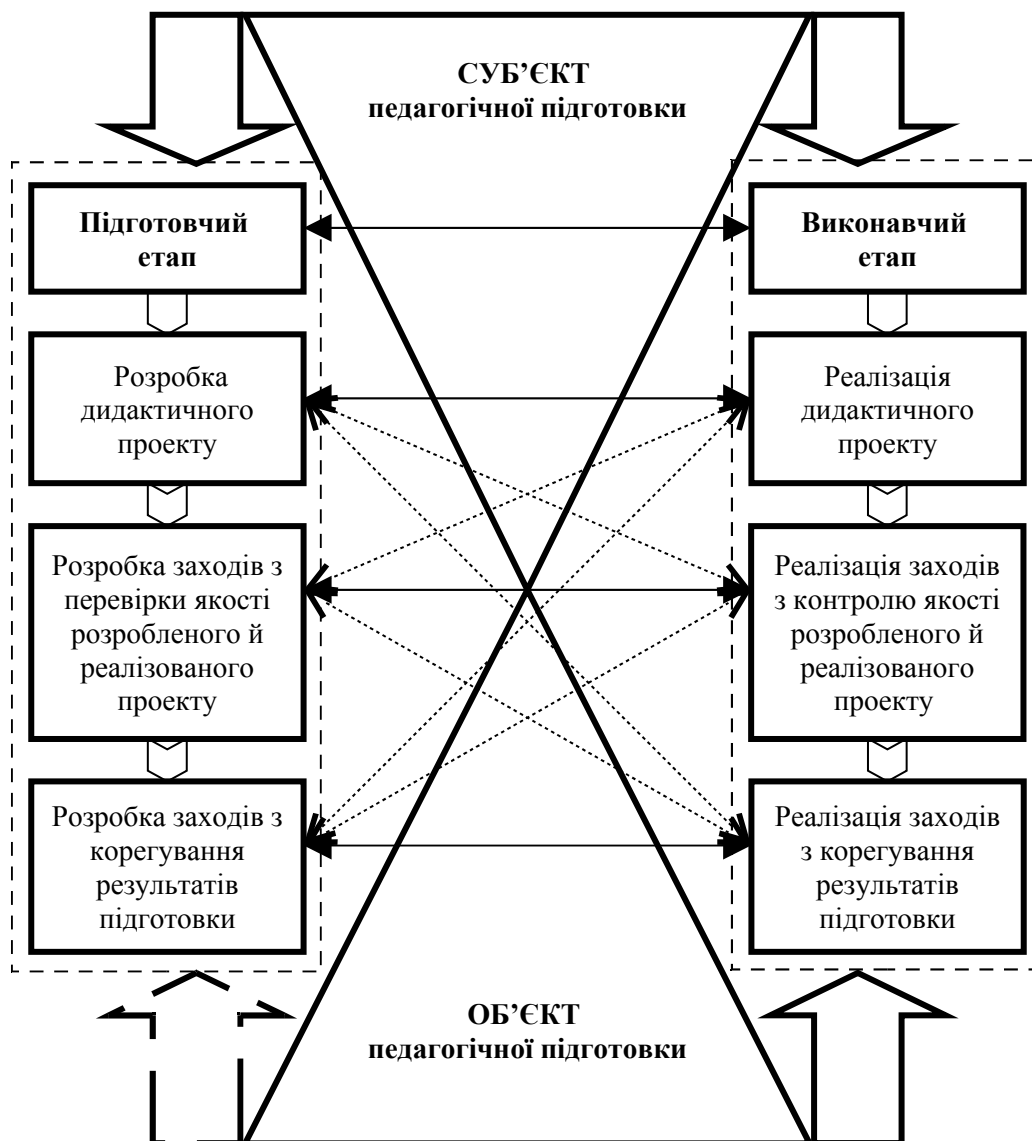 СУБ’ЄКТ
педагогічної підготовки
Підготовчий
етап
Виконавчий
етап
Розробка
дидактичного
проекту
Реалізація
дидактичного
проекту
Розробка заходів з
перевірки якості
розробленого й
реалізованого
проекту
Реалізація заходів
з контролю якості
розробленого й
реалізованого
проекту
Розробка заходів з
корегування
результатів
підготовки
Реалізація заходів
з корегування
результатів
підготовки
ОБ’ЄКТ
педагогічної підготовки